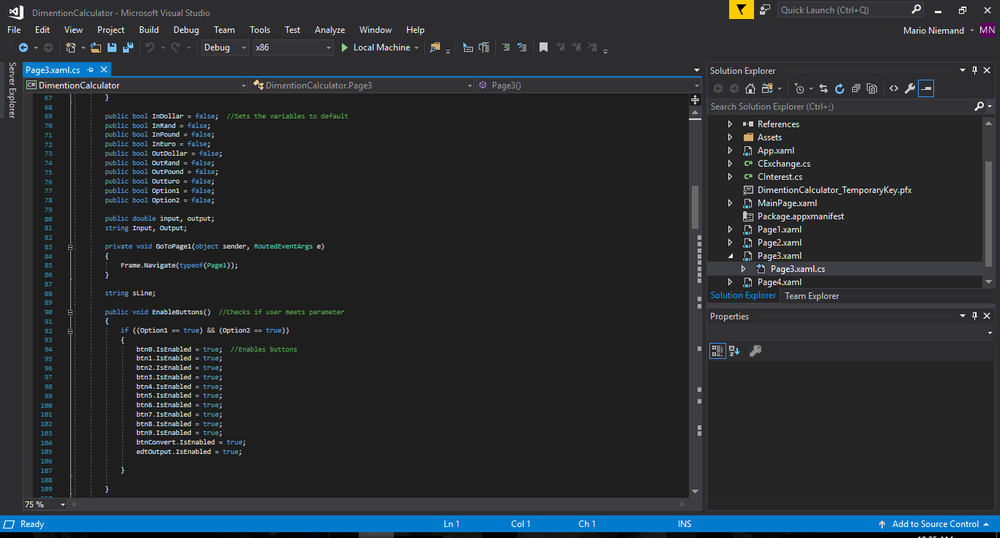 DimentionCalculator - Microsoft Visual Studio
Quick Launch (Ctrl+Q)
File Edit View Project Build Debug Team Tools Test Analyze Window Help
Mario Niemand MN
Debug x86 Local Machine
Server Explorer
Page3.xaml.cs
C# DimentionCalculator DimentionCalculator.Page3 Page3()
67 }
68
69 public bool InDollar = false; //Sets the variables to default
70 public bool InRand = false;
71 public bool InPound = false;
72 public bool InEuro = false;
73 public bool OutDollar = false;
74 public bool OutRand = false;
75 public bool OutPound = false;
76 public bool OutEuro = false;
77 public bool Option1 = false;
78 public bool Option2 = false;
79
80 public double input, output;
81 string Input, Output;
82
83 private void GoToPage1(object sender, RoutedEventArgs e)
84 {
85 Frame.Navigate(typeof(Page1));
86 }
87
88 string sLine;
89
90 public void EnableButtons() //Checks if user meets parameter
91 {
92 if ((Option1 == true) && (Option2 == true))
93 {
94 btn0.IsEnabled = true; //Enables buttons
95 btn1.IsEnabled = true;
96 btn2.IsEnabled = true;
97 btn3.IsEnabled = true;
98 btn4.IsEnabled = true;
99 btn5.IsEnabled = true;
100 btn6.IsEnabled = true;
101 btn7.IsEnabled = true;
102 btn8.IsEnabled = true;
103 btn9.IsEnabled = true;
104 btnConvert.IsEnabled = true;
105 edtOutput.IsEnabled = true;
106
107 }
108
109 }
75 %
Solution Explorer
Search Solution Explorer (Ctrl+;)
References
Assets
App.xaml
C# CExchange.cs
C# CInterest.cs
DimentionCalculator_TemporaryKey.pfx
MainPage.xaml
Package.appxmanifest
Page1.xaml
Page2.xaml
Page3.xaml
Page3.xaml.cs
Page4.xaml
Solution Explorer Team Explorer
Properties
Ready Ln 1 Col 1 Ch 1 INS Add to Source Control